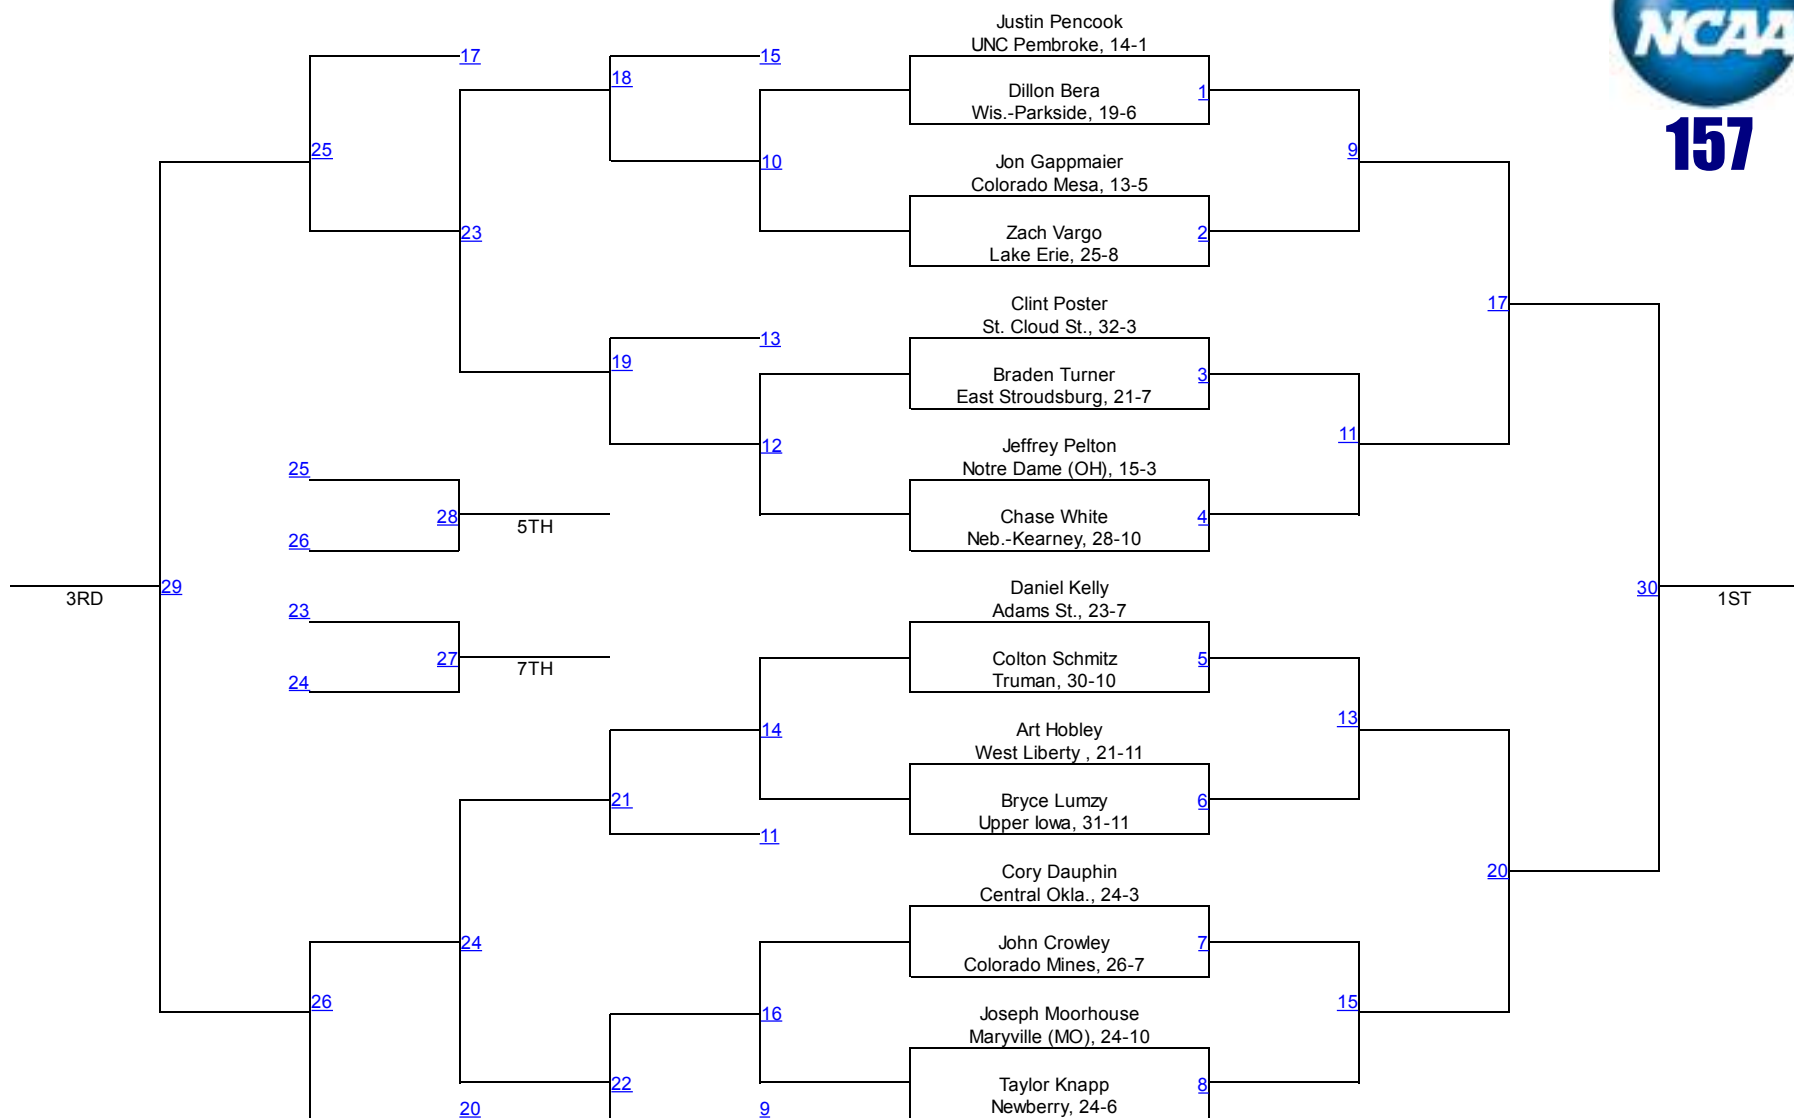 Justin Pencook
UNC Pembroke, 14-1
NCAA
17
15
18
Dillon Bera
1
Wis.-Parkside, 19-6
157
25
10
Jon Gappmaier
9
Colorado Mesa, 13-5
23
Zach Vargo
2
Lake Erie, 25-8
Clint Poster
17
St. Cloud St., 32-3
13
19
Braden Turner
3
East Stroudsburg, 21-7
12
Jeffrey Pelton
11
25
Notre Dame (OH), 15-3
28
5TH
Chase White
4
26
Neb.-Kearney, 28-10
3RD
29
Daniel Kelly
30
1ST
23
Adams St., 23-7
27
7TH
Colton Schmitz
5
24
Truman, 30-10
14
Art Hobley
13
West Liberty , 21-11
21
Bryce Lumzy
6
Upper Iowa, 31-11
11
Cory Dauphin
20
Central Okla., 24-3
24
John Crowley
7
Colorado Mines, 26-7
26
16
Joseph Moorhouse
15
Maryville (MO), 24-10
22
Taylor Knapp
8
20
9
Newberry, 24-6